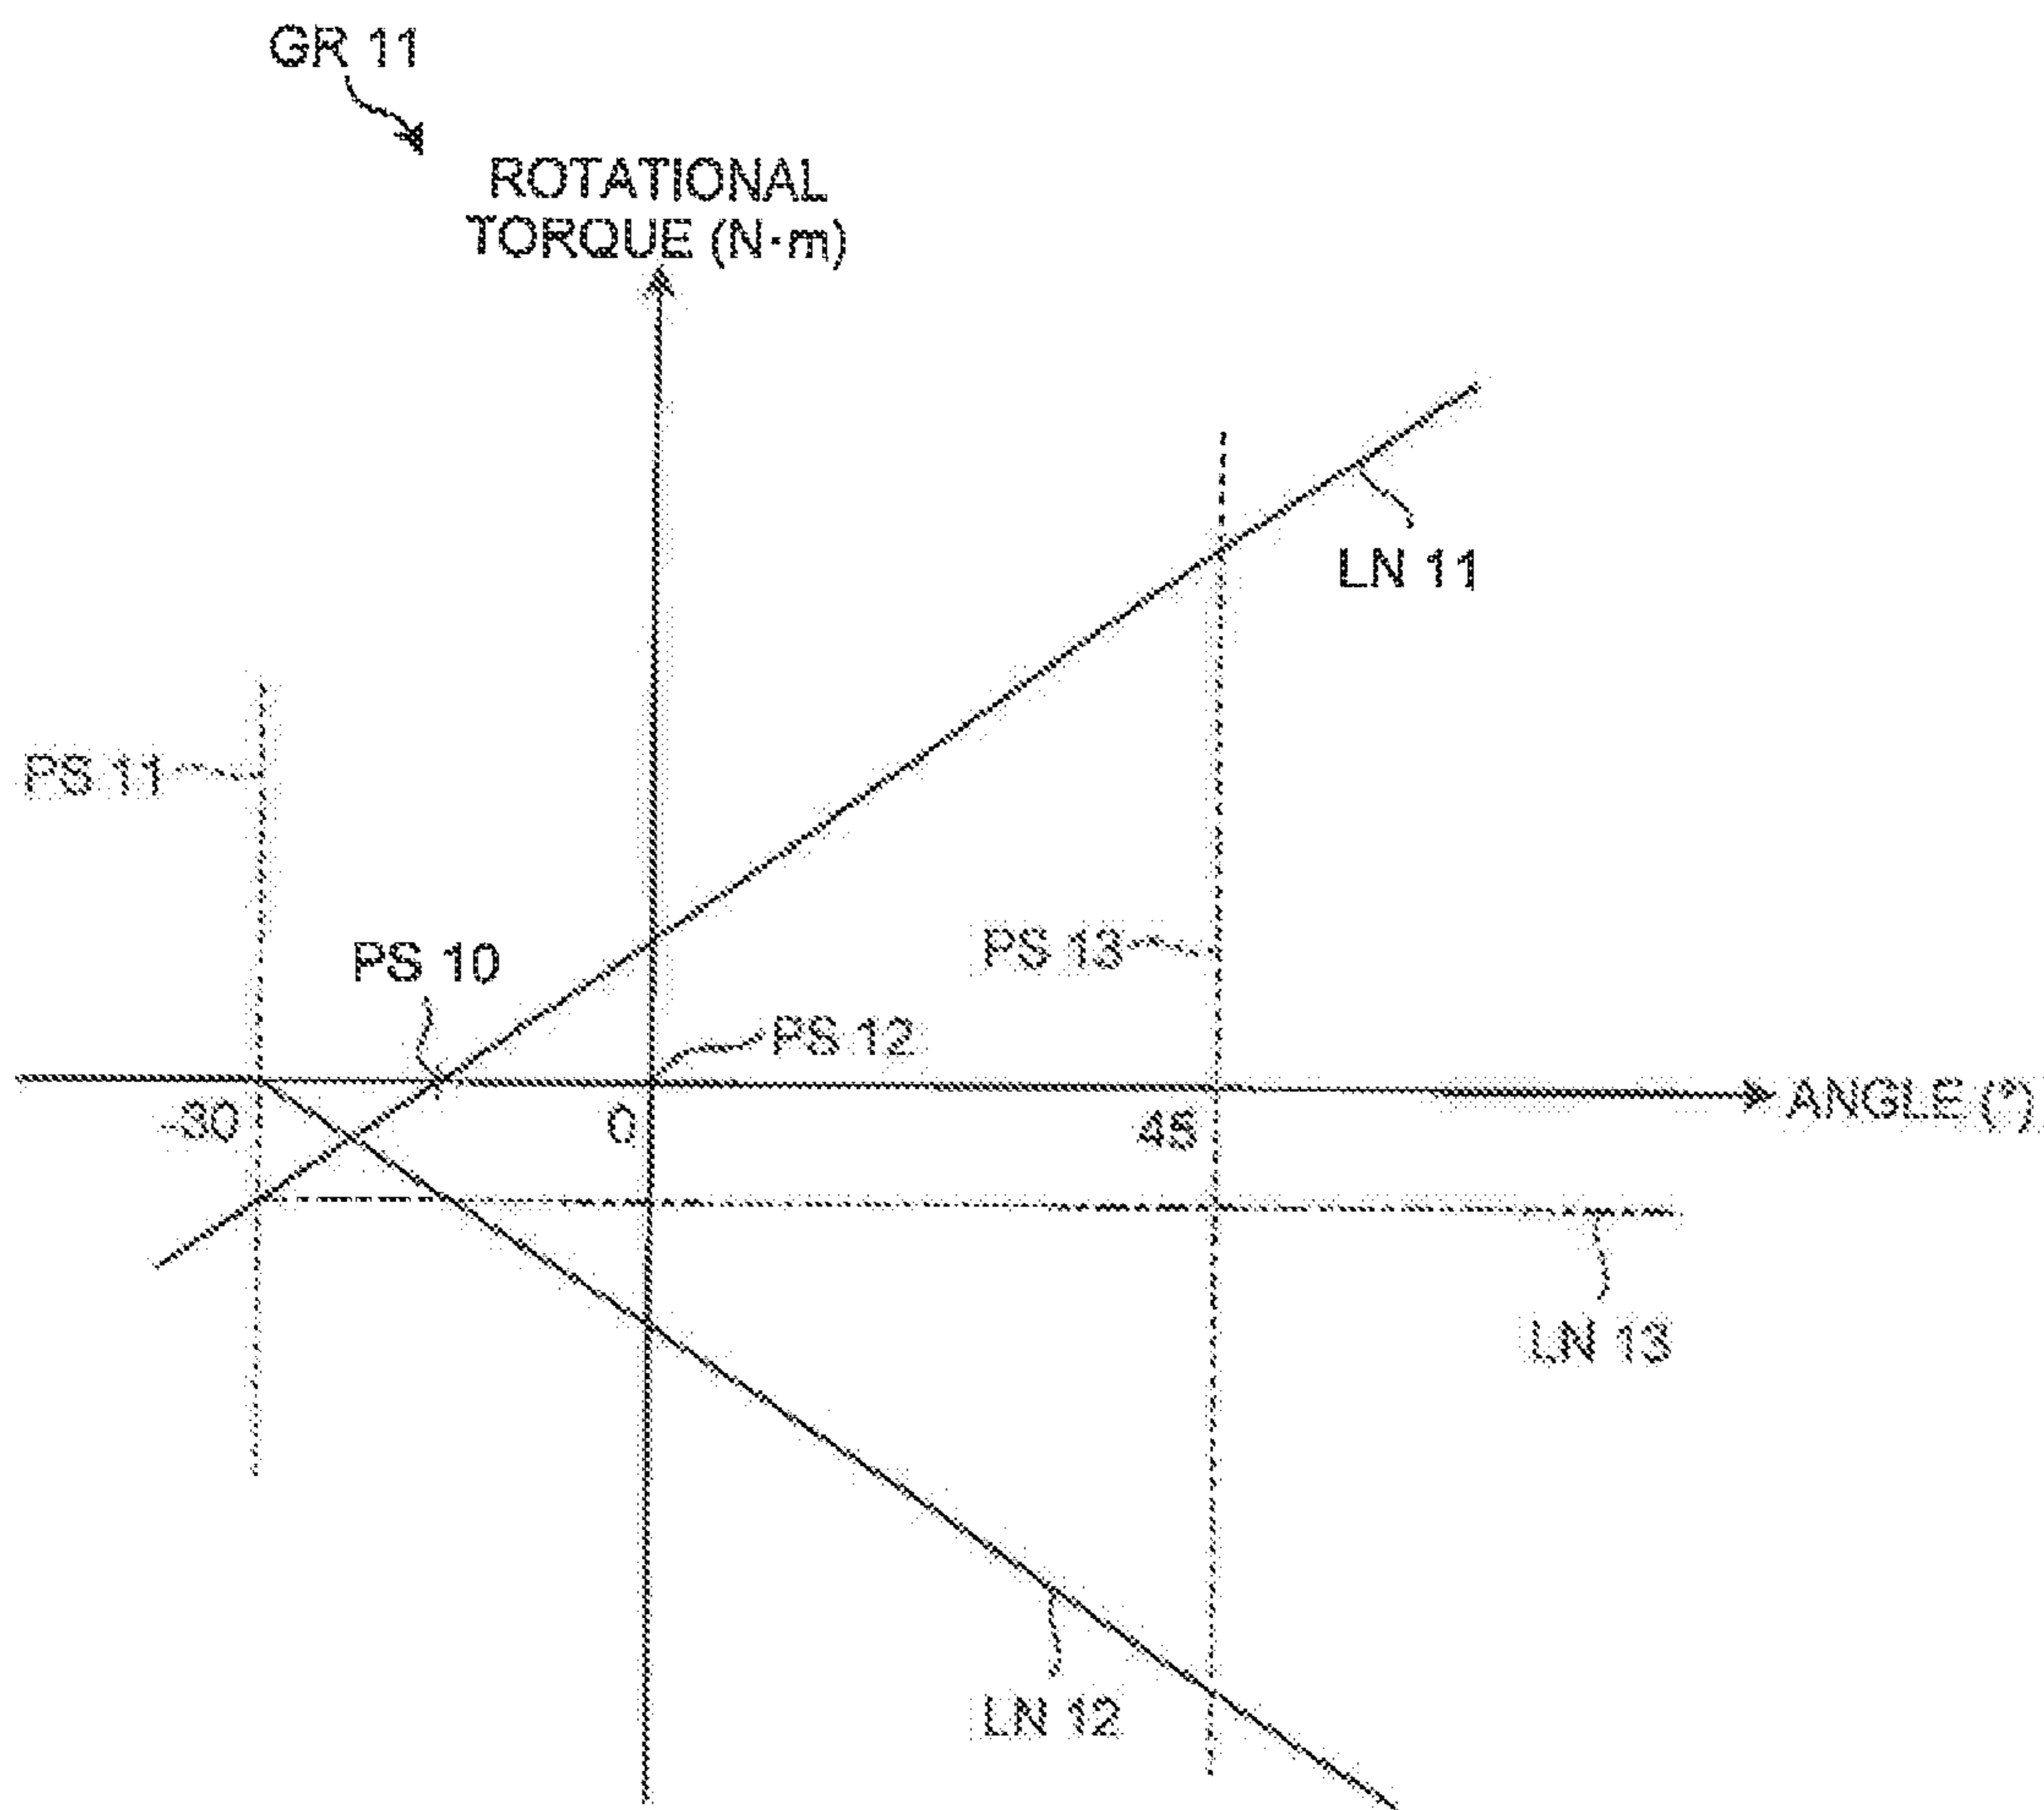 GR 11
ROTATIONAL
TORQUE (N·m)
LN 11
PS 11
PS 10
PS 13
PS 12
-30
0
45
ANGLE (°)
LN 13
LN 12